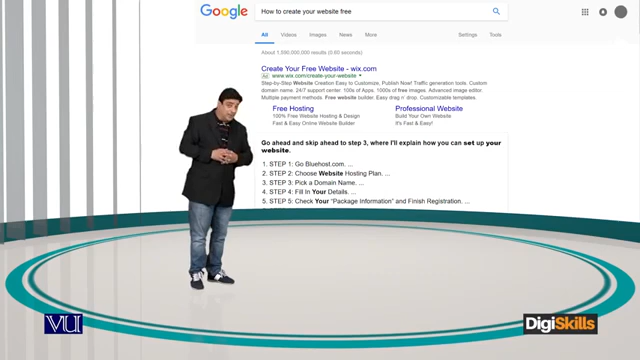 Google
How to create your website free
All Videos Images News More Settings Tools
About 1,590,000,000 results (0.60 seconds)
Create Your Free Website - wix.com
Ad www.wix.com/create-your-website
Step-by-Step Website Creation Easy to Customize, Publish Now! Traffic generation tools. Custom
domain name. 24/7 support center. 100s of Apps. 1000s of free Images. Advanced image editor.
Multiple payment methods. Free website builder. Easy drag n' drop. Customizable templates.
Free Hosting Professional Website
100% Free Website Hosting & Design Build Your Own Website
Fast & Easy Online Website Builder It's Fast & Easy!
Go ahead and skip ahead to step 3, where I'll explain how you can set up your
website.
1. STEP 1: Go Bluehost.com. ...
2. STEP 2: Choose Website Hosting Plan. ...
3. STEP 3: Pick a Domain Name. ...
4. STEP 4: Fill In Your Details. ...
5. STEP 5: Check Your "Package Information" and Finish Registration. ...
VU
DigiSkills